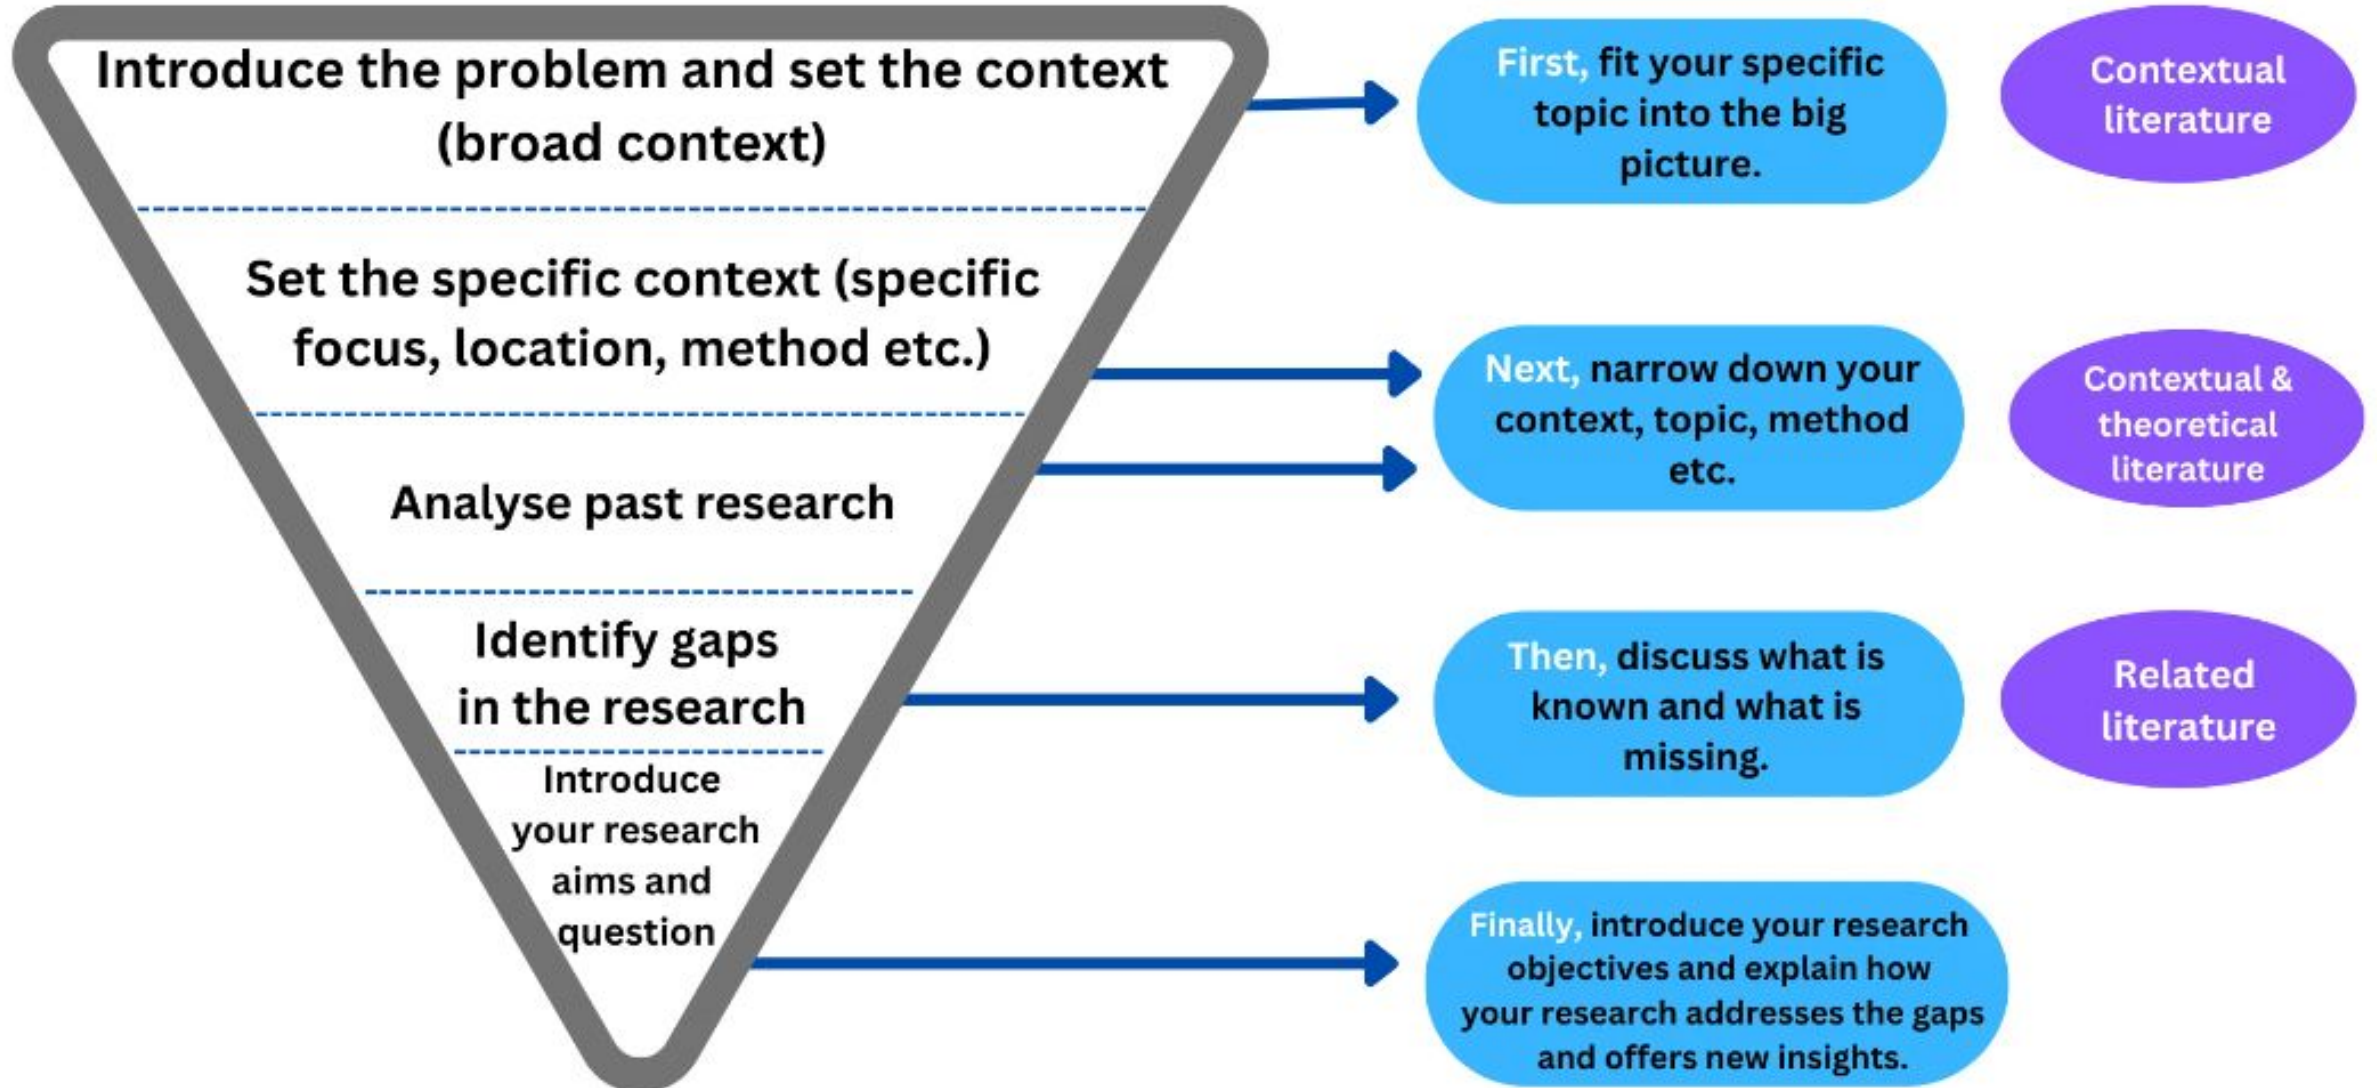 Introduce the problem and set the context
(broad context)
First, fit your specific
topic into the big
picture.
Contextual
literature
Set the specific context (specific
focus, location, method etc.)
Next, narrow down your
context, topic, method
etc.
Contextual &
theoretical
literature
Analyse past research
Identify gaps
in the research
Then, discuss what is
known and what is
missing.
Related
literature
Introduce
your research
aims and
question
Finally, introduce your research
objectives and explain how
your research addresses the gaps
and offers new insights.